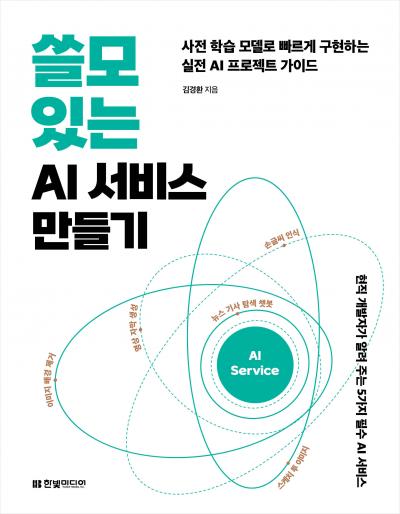 쓸모
있는
AI 서비스
만들기
사전 학습 모델로 빠르게 구현하는
실전 AI 프로젝트 가이드
김경환 지음
손글씨 인식
뉴스 기사 탐색 챗봇
영상 자막 생성
이미지 배경 제거
스케치 투 이미지
AI
Service
현직 개발자가 알려 주는 5가지 필수 AI 서비스
한빛미디어